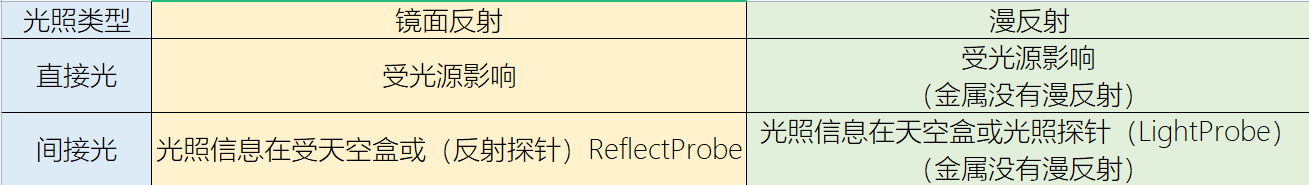 光照类型 镜面反射 漫反射
直接光 受光源影响 受光源影响
（金属没有漫反射）
间接光 光照信息在受天空盒或（反射探针）ReflectProbe 光照信息在天空盒或光照探针（LightProbe）
（金属没有漫反射）